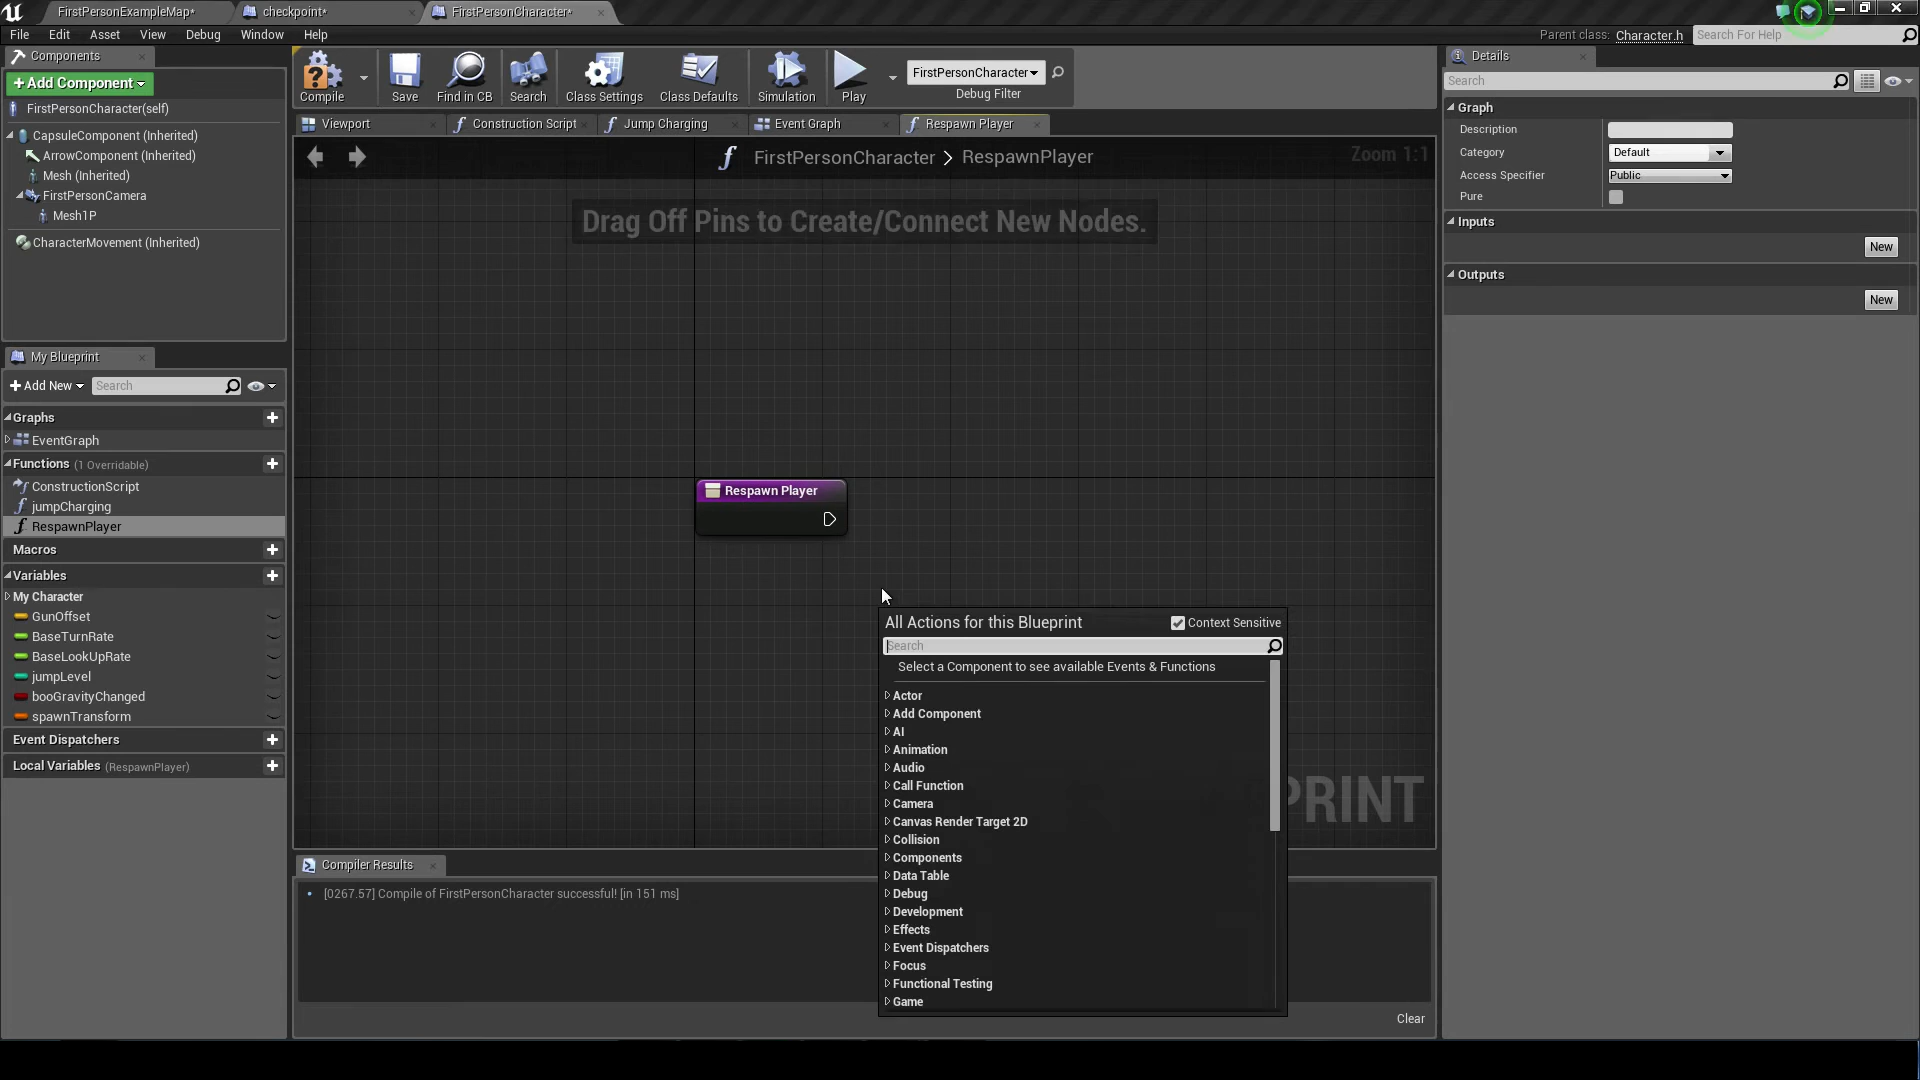 FirstPersonExampleMap*
checkpoint*
FirstPersonCharacter*
File Edit Asset View Debug Window Help
Parent class: Character.h
Search For Help
Components
+Add Component
FirstPersonCharacter(self)
CapsuleComponent (Inherited)
ArrowComponent (Inherited)
Mesh (Inherited)
FirstPersonCamera
Mesh1P
CharacterMovement (Inherited)
My Blueprint
+Add New
Search
Graphs
EventGraph
Functions (1 Overridable)
ConstructionScript
jumpCharging
RespawnPlayer
Macros
Variables
My Character
GunOffset
BaseTurnRate
BaseLookUpRate
jumpLevel
booGravityChanged
spawnTransform
Event Dispatchers
Local Variables (RespawnPlayer)
Compile
Save
Find in CB
Search
Class Settings
Class Defaults
Simulation
Play
FirstPersonCharacter
Debug Filter
Viewport
Construction Script
Jump Charging
Event Graph
Respawn Player
FirstPersonCharacter > RespawnPlayer
Zoom 1:1
Drag Off Pins to Create/Connect New Nodes.
Respawn Player
All Actions for this Blueprint
Context Sensitive
Search
Select a Component to see available Events & Functions
Actor
Add Component
AI
Animation
Audio
Call Function
Camera
Canvas Render Target 2D
Collision
Components
Data Table
Debug
Development
Effects
Event Dispatchers
Focus
Functional Testing
Game
PRINT
Compiler Results
[0267.57] Compile of FirstPersonCharacter successful! [in 151 ms]
Clear
Details
Search
Graph
Description
Category
Default
Access Specifier
Public
Pure
Inputs
New
Outputs
New